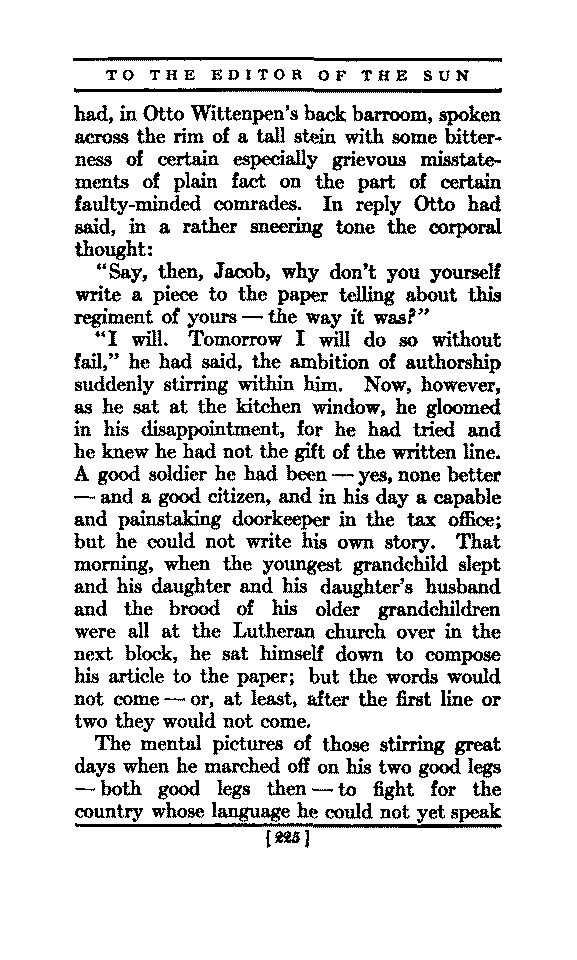 TO THE EDITOR OF THE SUN
had, in Otto Wittenpen's back barroom, spoken
across the rim of a tall stein with some bitter-
ness of certain especially grievous misstate-
ments of plain fact on the part of certain
faulty-minded comrades. In reply Otto had
said, in a rather sneering tone the corporal
thought:
"Say, then, Jacob, why don't you yourself
write a piece to the paper telling about this
regiment of yours — the way it was?"
"I will. Tomorrow I will do so without
fail," he had said, the ambition of authorship
suddenly stirring within him. Now, however,
as he sat at the kitchen window, he gloomed
in his disappointment, for he had tried and
he knew he had not the gift of the written line.
A good soldier he had been — yes, none better
— and a good citizen, and in his day a capable
and painstaking doorkeeper in the tax office;
but he could not write his own story. That
morning, when the youngest grandchild slept
and his daughter and his daughter's husband
and the brood of his older grandchildren
were all at the Lutheran church over in the
next block, he sat himself down to compose
his article to the paper; but the words would
not come — or, at least, after the first line or
two they would not come.
The mental pictures of those stirring great
days when he marched off on his two good legs
— both good legs then — to fight for the
country whose language he could not yet speak
[225]